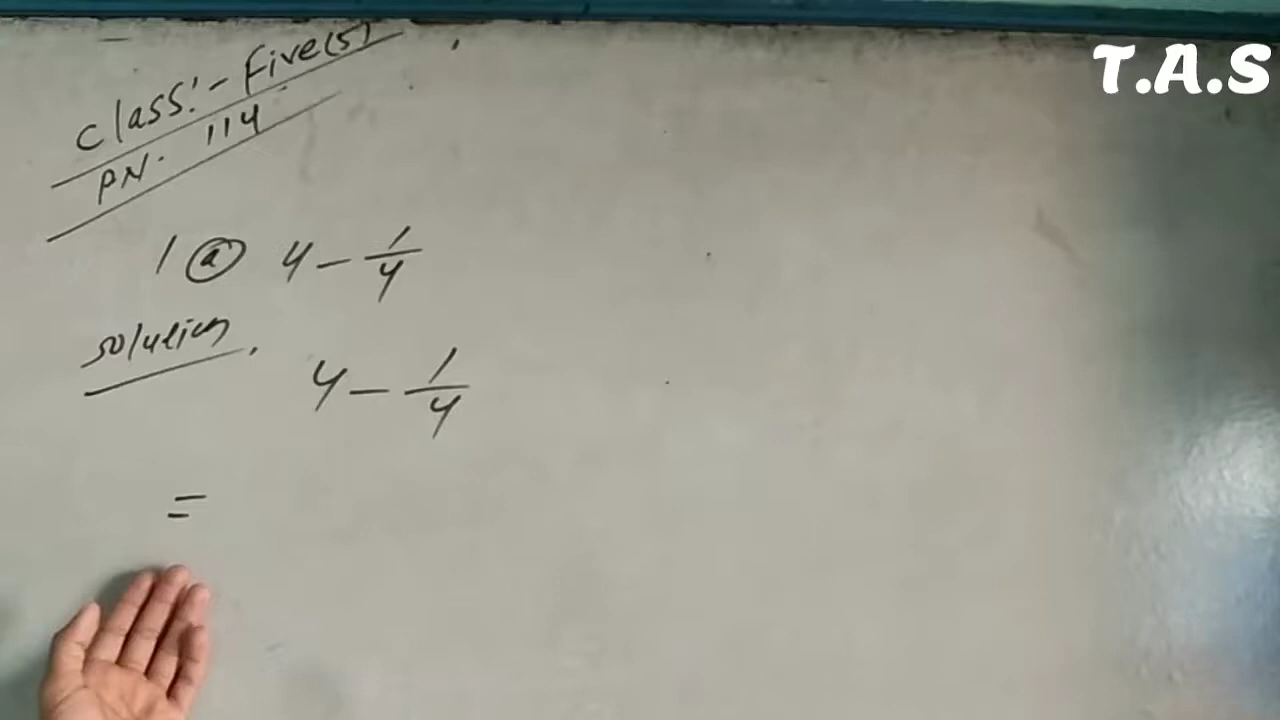 T.A.S
class:- Five(5)
PN. 114
1 (a) 4 - 1/4
solution.
4 - 1/4
=